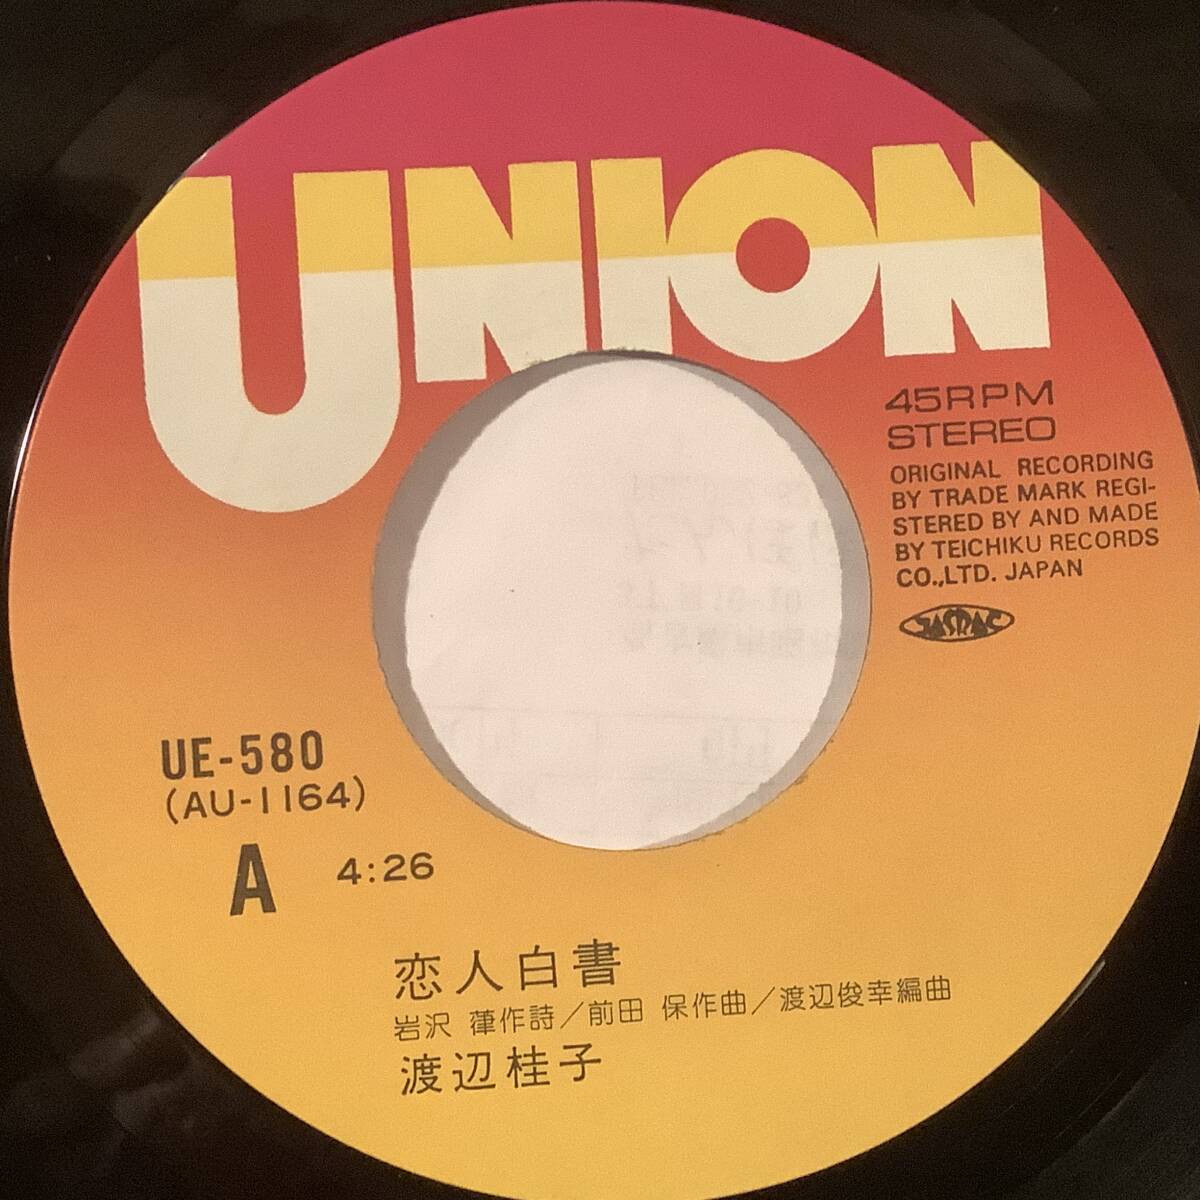 UNION
45RPM
STEREO
ORIGINAL RECORDING
BY TRADE MARK REGI-
STERED BY AND MADE
BY TEICHIKU RECORDS
CO.,LTD. JAPAN
JASRAC
UE-580
(AU-1164)
A 4:26
恋人白書
岩沢 葎作詩/前田 保作曲/渡辺俊幸編曲
渡辺桂子